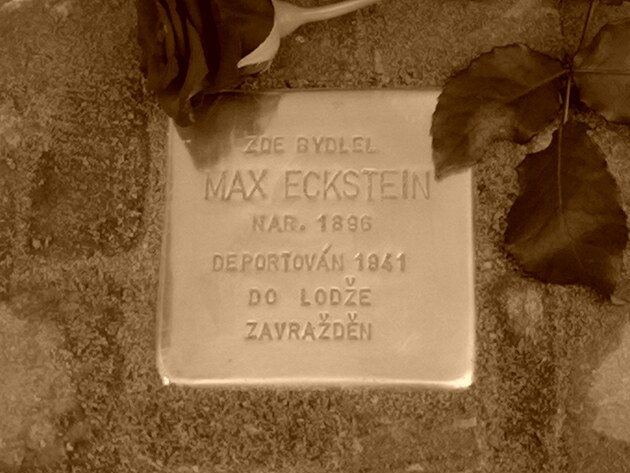 ZDE BYDLEL
MAX ECKSTEIN
NAR. 1896
DEPORTOVÁN 1941
DO LODŽE
ZAVRAŽDĚN